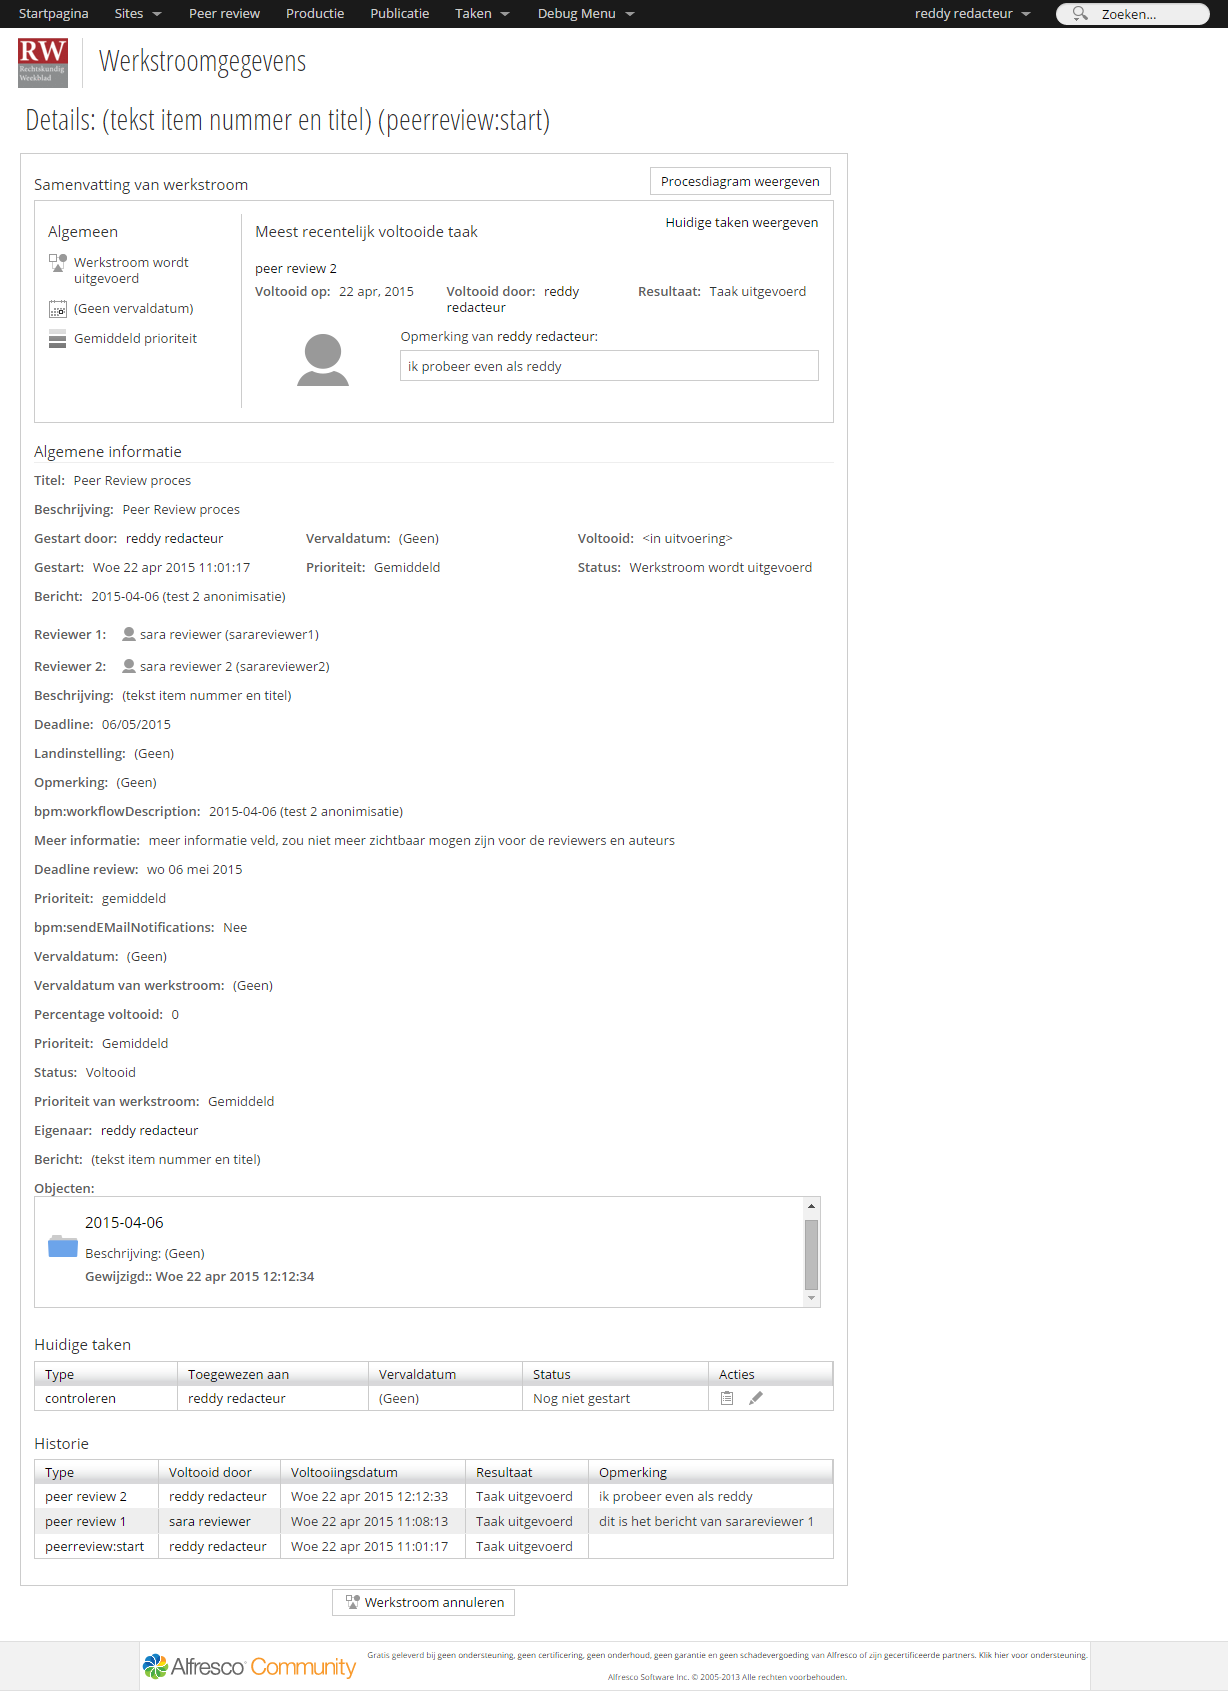 Startpagina Sites Peer review Productie Publicatie Taken Debug Menu reddy redacteur Zoeken...
RW
Rechtskundig
Weekblad
Werkstroomgegevens
Details: (tekst item nummer en titel) (peerreview:start)
Samenvatting van werkstroom
Procesdiagram weergeven
Algemeen
Werkstroom wordt
uitgevoerd
(Geen vervaldatum)
Gemiddeld prioriteit
Meest recentelijk voltooide taak
Huidige taken weergeven
peer review 2
Voltooid op: 22 apr, 2015 Voltooid door: reddy Resultaat: Taak uitgevoerd
redacteur
Opmerking van reddy redacteur:
ik probeer even als reddy
Algemene informatie
Titel: Peer Review proces
Beschrijving: Peer Review proces
Gestart door: reddy redacteur Vervaldatum: (Geen) Voltooid: <in uitvoering>
Gestart: Woe 22 apr 2015 11:01:17 Prioriteit: Gemiddeld Status: Werkstroom wordt uitgevoerd
Bericht: 2015-04-06 (test 2 anonimisatie)
Reviewer 1: sara reviewer (sarareviewer1)
Reviewer 2: sara reviewer 2 (sarareviewer2)
Beschrijving: (tekst item nummer en titel)
Deadline: 06/05/2015
Landinstelling: (Geen)
Opmerking: (Geen)
bpm:workflowDescription: 2015-04-06 (test 2 anonimisatie)
Meer informatie: meer informatie veld, zou niet meer zichtbaar mogen zijn voor de reviewers en auteurs
Deadline review: wo 06 mei 2015
Prioriteit: gemiddeld
bpm:sendEMailNotifications: Nee
Vervaldatum: (Geen)
Vervaldatum van werkstroom: (Geen)
Percentage voltooid: 0
Prioriteit: Gemiddeld
Status: Voltooid
Prioriteit van werkstroom: Gemiddeld
Eigenaar: reddy redacteur
Bericht: (tekst item nummer en titel)
Objecten:
2015-04-06
Beschrijving: (Geen)
Gewijzigd:: Woe 22 apr 2015 12:12:34
Huidige taken
Type Toegewezen aan Vervaldatum Status Acties
controleren reddy redacteur (Geen) Nog niet gestart
Historie
Type Voltooid door Voltooiingsdatum Resultaat Opmerking
peer review 2 reddy redacteur Woe 22 apr 2015 12:12:33 Taak uitgevoerd ik probeer even als reddy
peer review 1 sara reviewer Woe 22 apr 2015 11:08:13 Taak uitgevoerd dit is het bericht van sarareviewer 1
peerreview:start reddy redacteur Woe 22 apr 2015 11:01:17 Taak uitgevoerd
Werkstroom annuleren
Alfresco Community
Gratis geleverd bij geen ondersteuning, geen certificering, geen onderhoud, geen garantie en geen schadevergoeding van Alfresco of zijn gecertificeerde partners. Klik hier voor ondersteuning.
Alfresco Software Inc. © 2005-2013 Alle rechten voorbehouden.